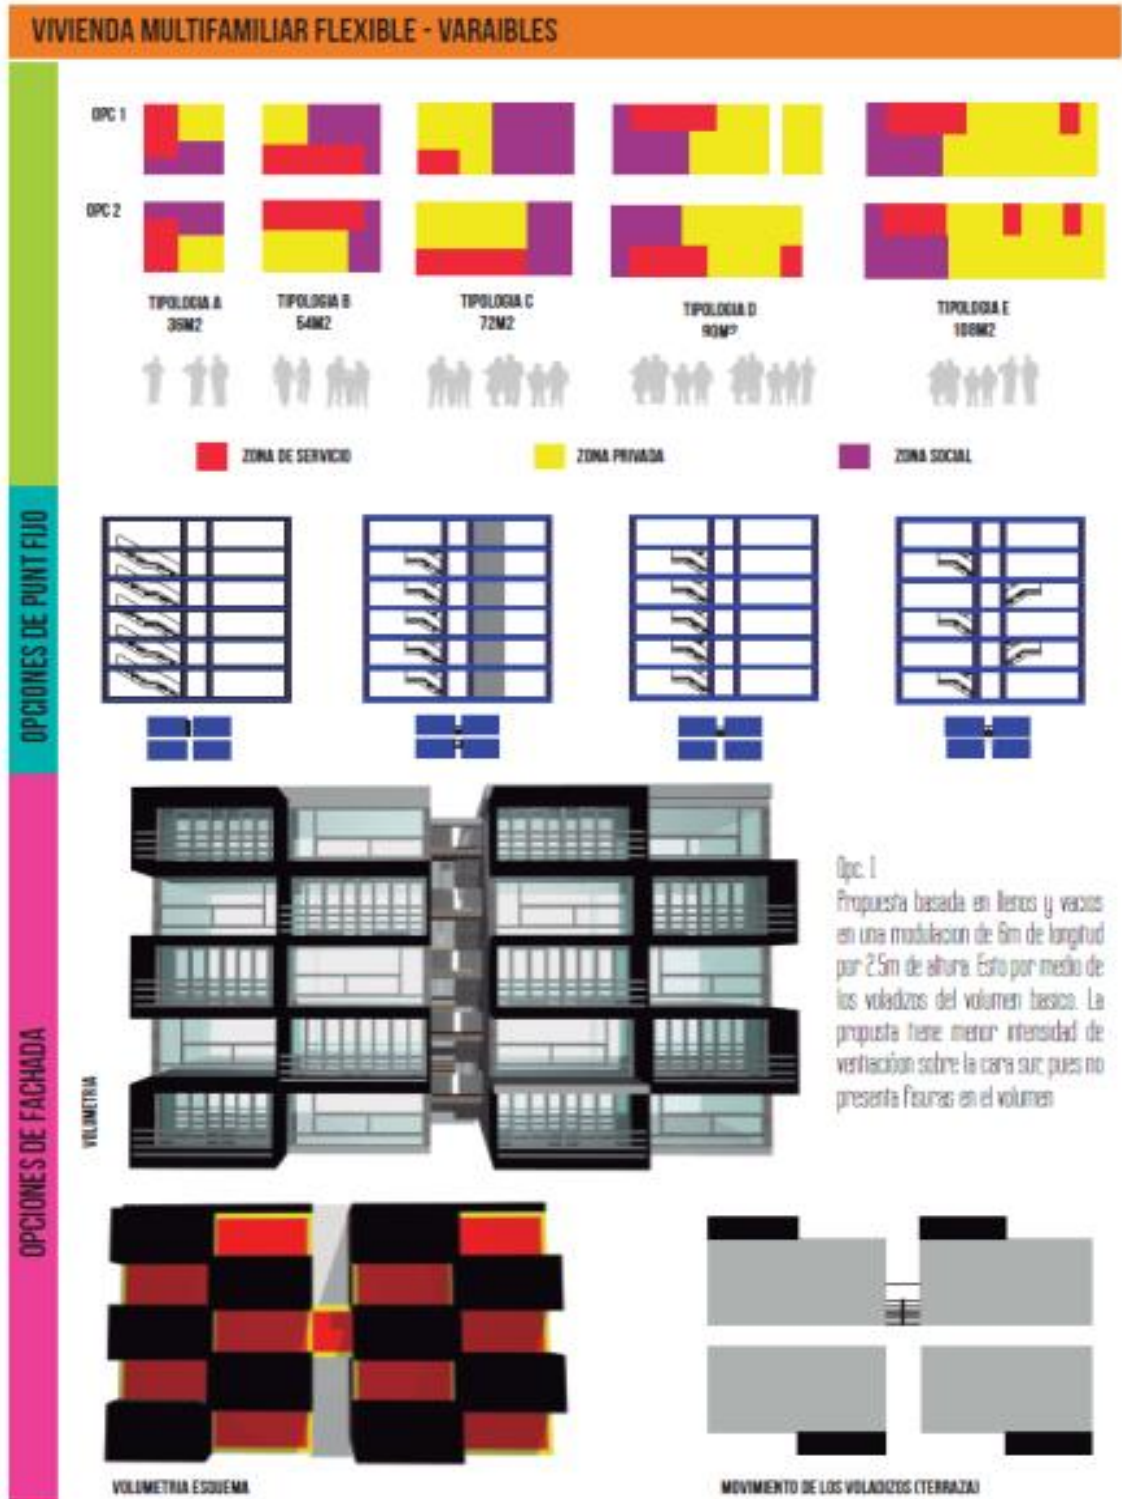 VIVIENDA MULTIFAMILIAR FLEXIBLE - VARAIBLES
OPC 1
OPC 2
TIPOLOGIA A
36M2
TIPOLOGIA B
54M2
TIPOLOGIA C
72M2
TIPOLOGIA D
90M2
TIPOLOGIA E
108M2
ZONA DE SERVICIO
ZONA PRIVADA
ZONA SOCIAL
OPCIONES DE PUNT FIJO
OPCIONES DE FACHADA
VOLUMETRIA
Opc. 1
Propuesta basada en llenos y vacios
en una modulacion de 6m de longitud
por 2.5m de altura. Esto por medio de
los voladizos del volumen basico. La
propusta tiene menor intensidad de
ventiacióon sobre la cara sur, pues no
presenta fisuras en el volumen
VOLUMETRIA ESQUEMA
MOVIMIENTO DE LOS VOLADIZOS (TERRAZA)